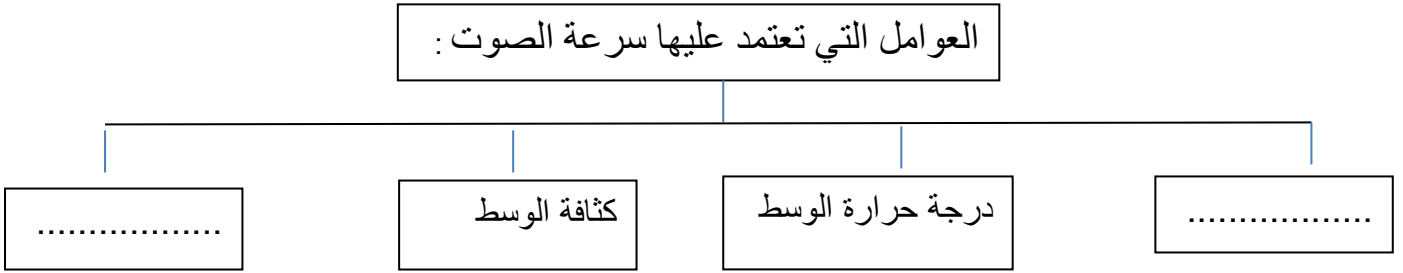 العوامل التي تعتمد عليها سرعة الصوت :
..................
درجة حرارة الوسط
كثافة الوسط
..................